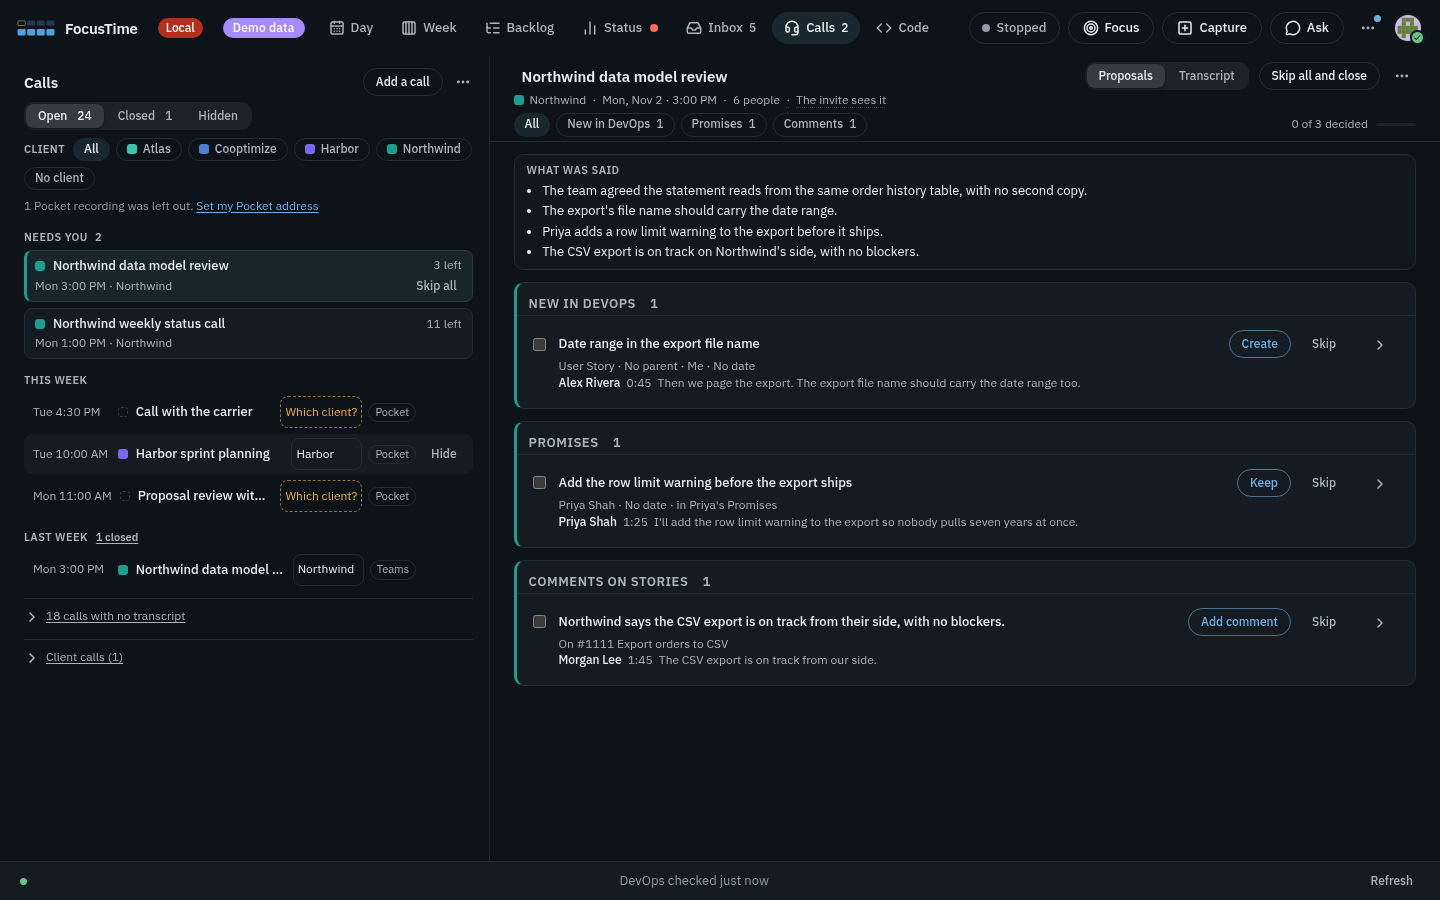 FocusTime
Local
Demo data
Day
Week
Backlog
Status
Inbox 5
Calls 2
Code
Stopped
Focus
Capture
Ask
Calls
Add a call
Open 24
Closed 1
Hidden
CLIENT
All
Atlas
Cooptimize
Harbor
Northwind
No client
1 Pocket recording was left out. Set my Pocket address
NEEDS YOU 2
Northwind data model review
3 left
Mon 3:00 PM · Northwind
Skip all
Northwind weekly status call
11 left
Mon 1:00 PM · Northwind
THIS WEEK
Tue 4:30 PM
Call with the carrier
Which client?
Pocket
Tue 10:00 AM
Harbor sprint planning
Harbor
Pocket
Hide
Mon 11:00 AM
Proposal review wit...
Which client?
Pocket
LAST WEEK 1 closed
Mon 3:00 PM
Northwind data model ...
Northwind
Teams
18 calls with no transcript
Client calls (1)
Northwind data model review
Proposals
Transcript
Skip all and close
Northwind · Mon, Nov 2 · 3:00 PM · 6 people · The invite sees it
All
New in DevOps 1
Promises 1
Comments 1
0 of 3 decided
WHAT WAS SAID
• The team agreed the statement reads from the same order history table, with no second copy.
• The export's file name should carry the date range.
• Priya adds a row limit warning to the export before it ships.
• The CSV export is on track on Northwind's side, with no blockers.
NEW IN DEVOPS 1
Date range in the export file name
Create
Skip
User Story · No parent · Me · No date
Alex Rivera 0:45 Then we page the export. The export file name should carry the date range too.
PROMISES 1
Add the row limit warning before the export ships
Keep
Skip
Priya Shah · No date · in Priya's Promises
Priya Shah 1:25 I'll add the row limit warning to the export so nobody pulls seven years at once.
COMMENTS ON STORIES 1
Northwind says the CSV export is on track from their side, with no blockers.
Add comment
Skip
On #1111 Export orders to CSV
Morgan Lee 1:45 The CSV export is on track from our side.
DevOps checked just now
Refresh